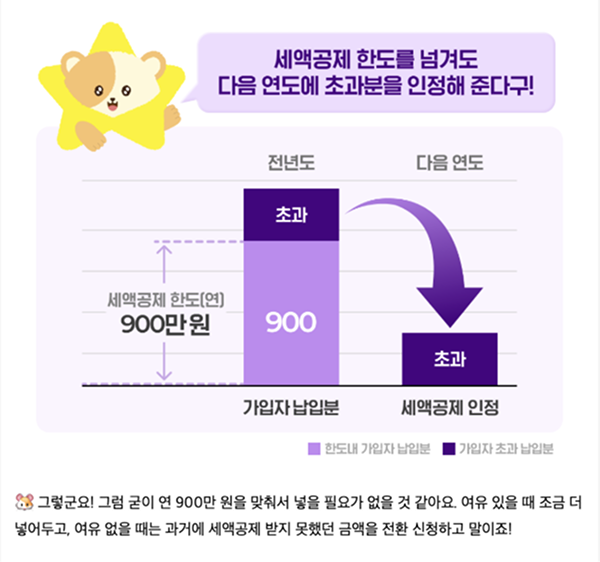 세액공제 한도를 넘겨도
다음 연도에 초과분을 인정해 준다구!
전년도
다음 연도
초과
세액공제 한도(연)
900만 원
900
초과
가입자 납입분
세액공제 인정
한도내 가입자 납입분
가입자 초과 납입분
🐹 그렇군요! 그럼 굳이 연 900만 원을 맞춰서 넣을 필요가 없을 것 같아요. 여유 있을 때 조금 더
넣어두고, 여유 없을 때는 과거에 세액공제 받지 못했던 금액을 전환 신청하고 말이죠!